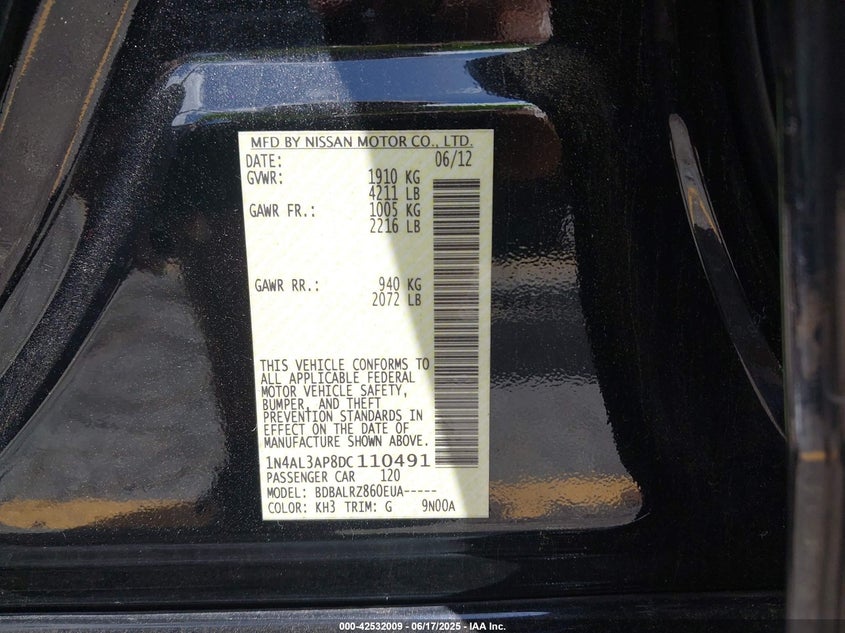 MFD BY NISSAN MOTOR CO., LTD.
DATE: 06/12
GVWR: 1910 KG
4211 LB
GAWR FR.: 1005 KG
2216 LB
GAWR RR.: 940 KG
2072 LB
THIS VEHICLE CONFORMS TO
ALL APPLICABLE FEDERAL
MOTOR VEHICLE SAFETY,
BUMPER, AND THEFT
PREVENTION STANDARDS IN
EFFECT ON THE DATE OF
MANUFACTURE SHOWN ABOVE.
1N4AL3AP8DC110491
PASSENGER CAR 120
MODEL: BDBALRZ860EUA-----
COLOR: KH3 TRIM: G 9N00A
000-42532009 - 06/17/2025 - IAA Inc.